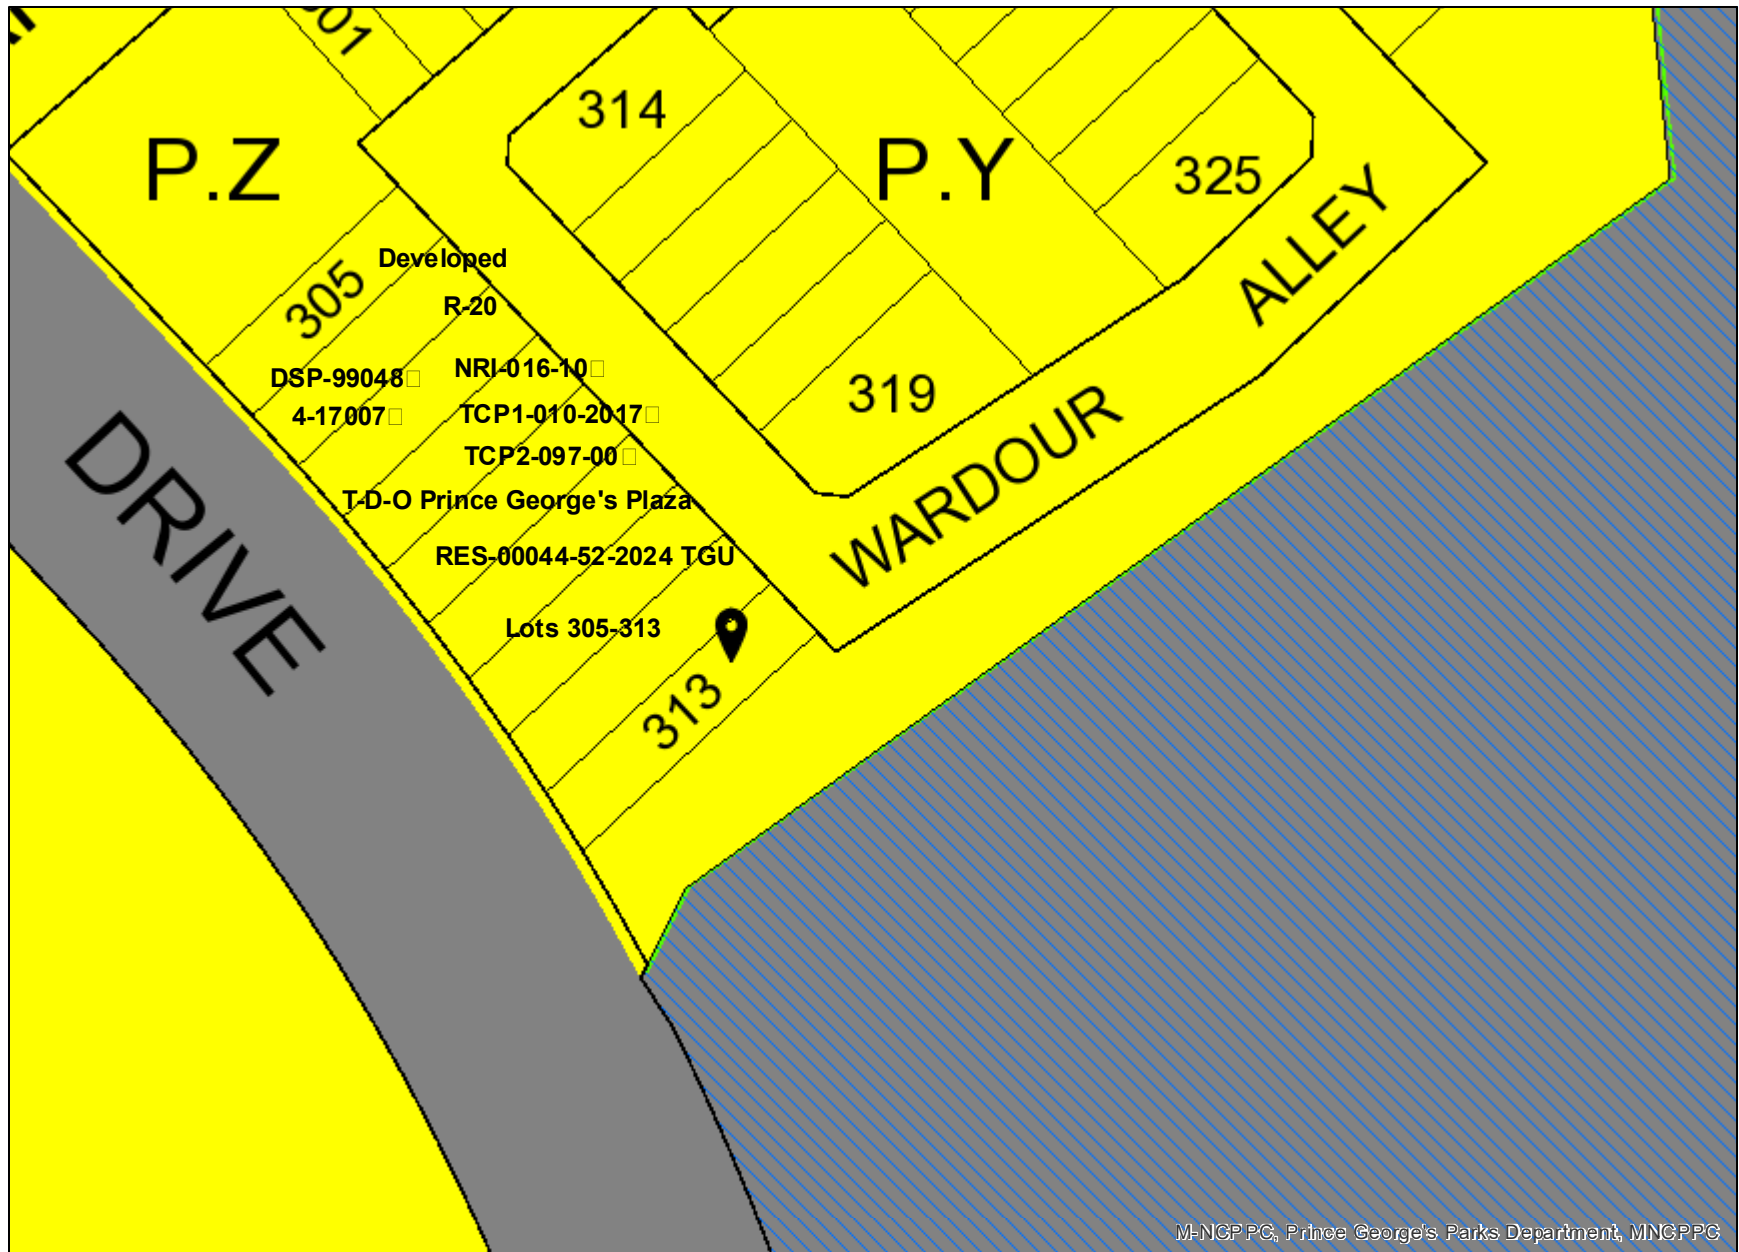 301
314
P.Z
P.Y
325
ALLEY
305
Developed
R-20
DSP-99048
NRI-016-10
4-17007
TCP1-010-2017
319
TCP2-097-00
WARDOUR
DRIVE
T-D-O Prince George's Plaza
RES-00044-52-2024 TGU
Lots 305-313
313
M-NCPPC, Prince George's Parks Department, MNCPPC